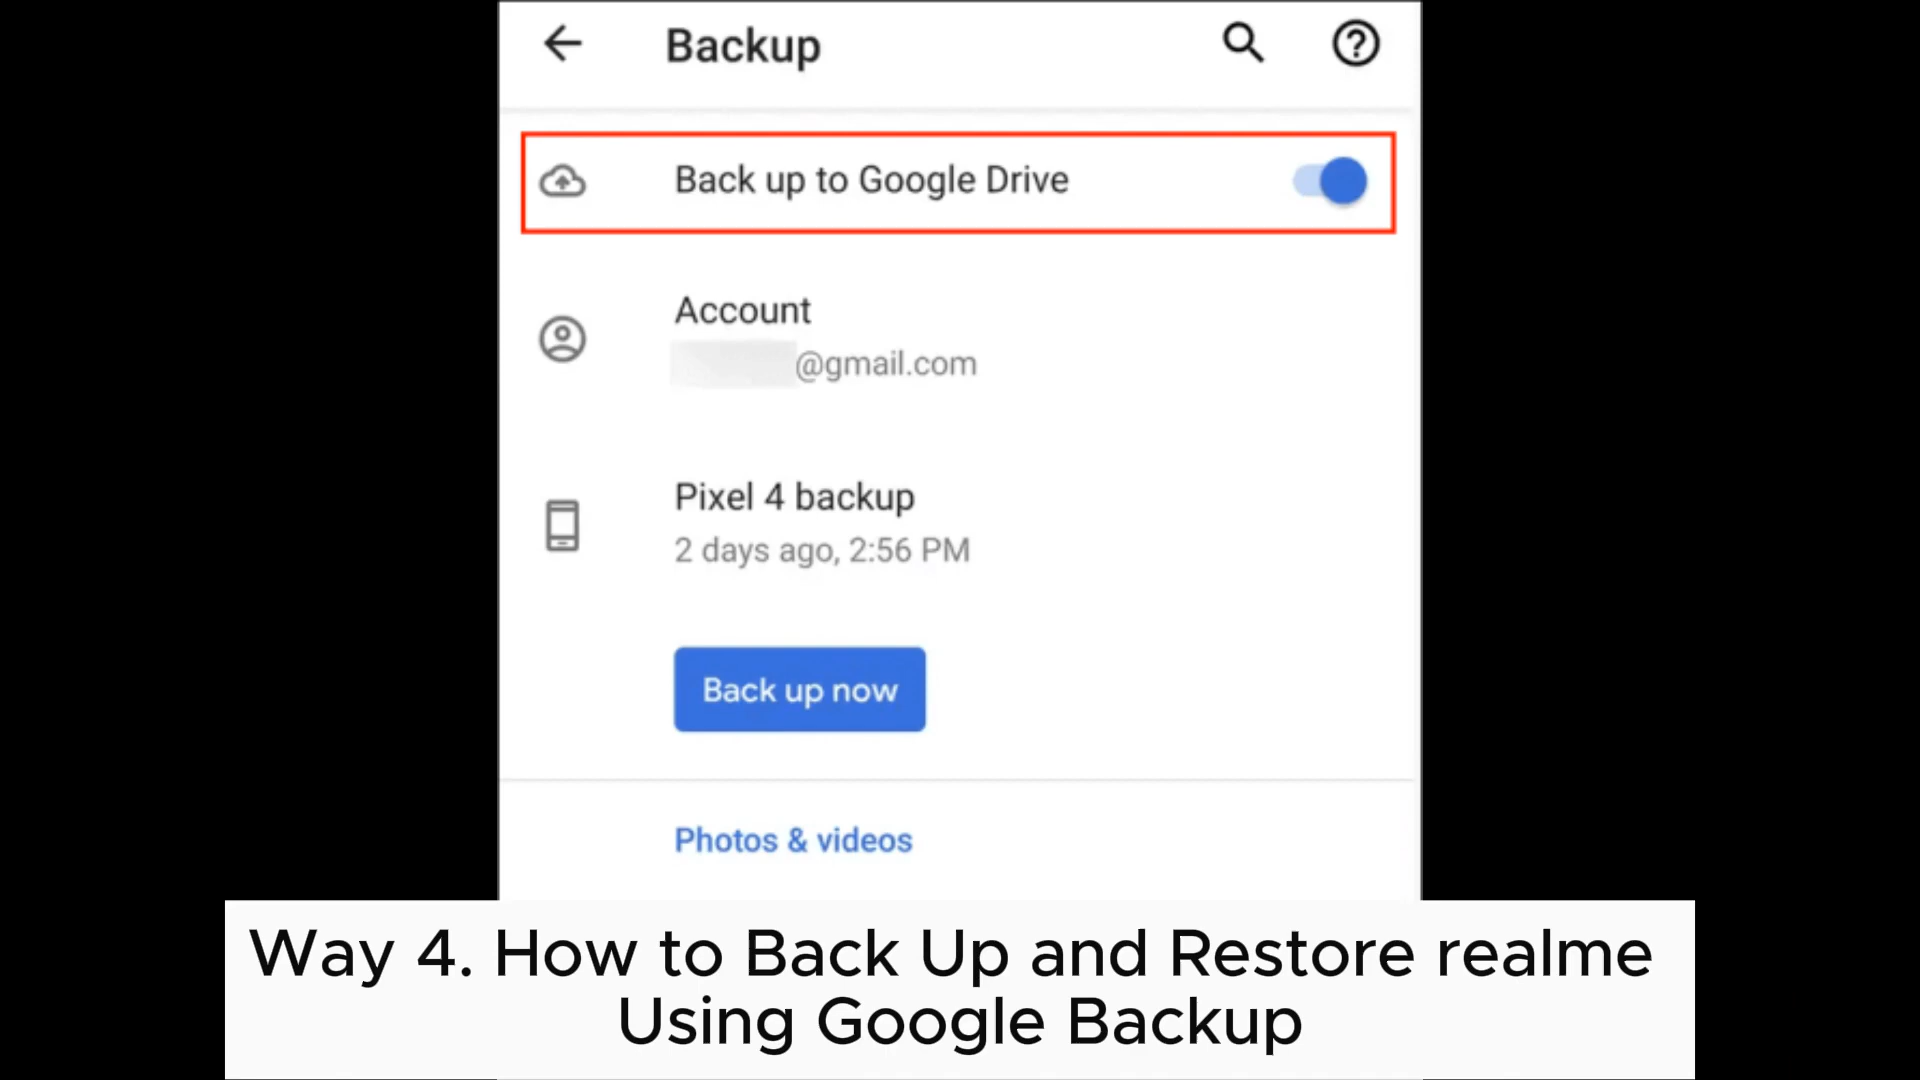 Backup
Back up to Google Drive
Account
@gmail.com
Pixel 4 backup
2 days ago, 2:56 PM
Back up now
Photos & videos
Way 4. How to Back Up and Restore realme
Using Google Backup